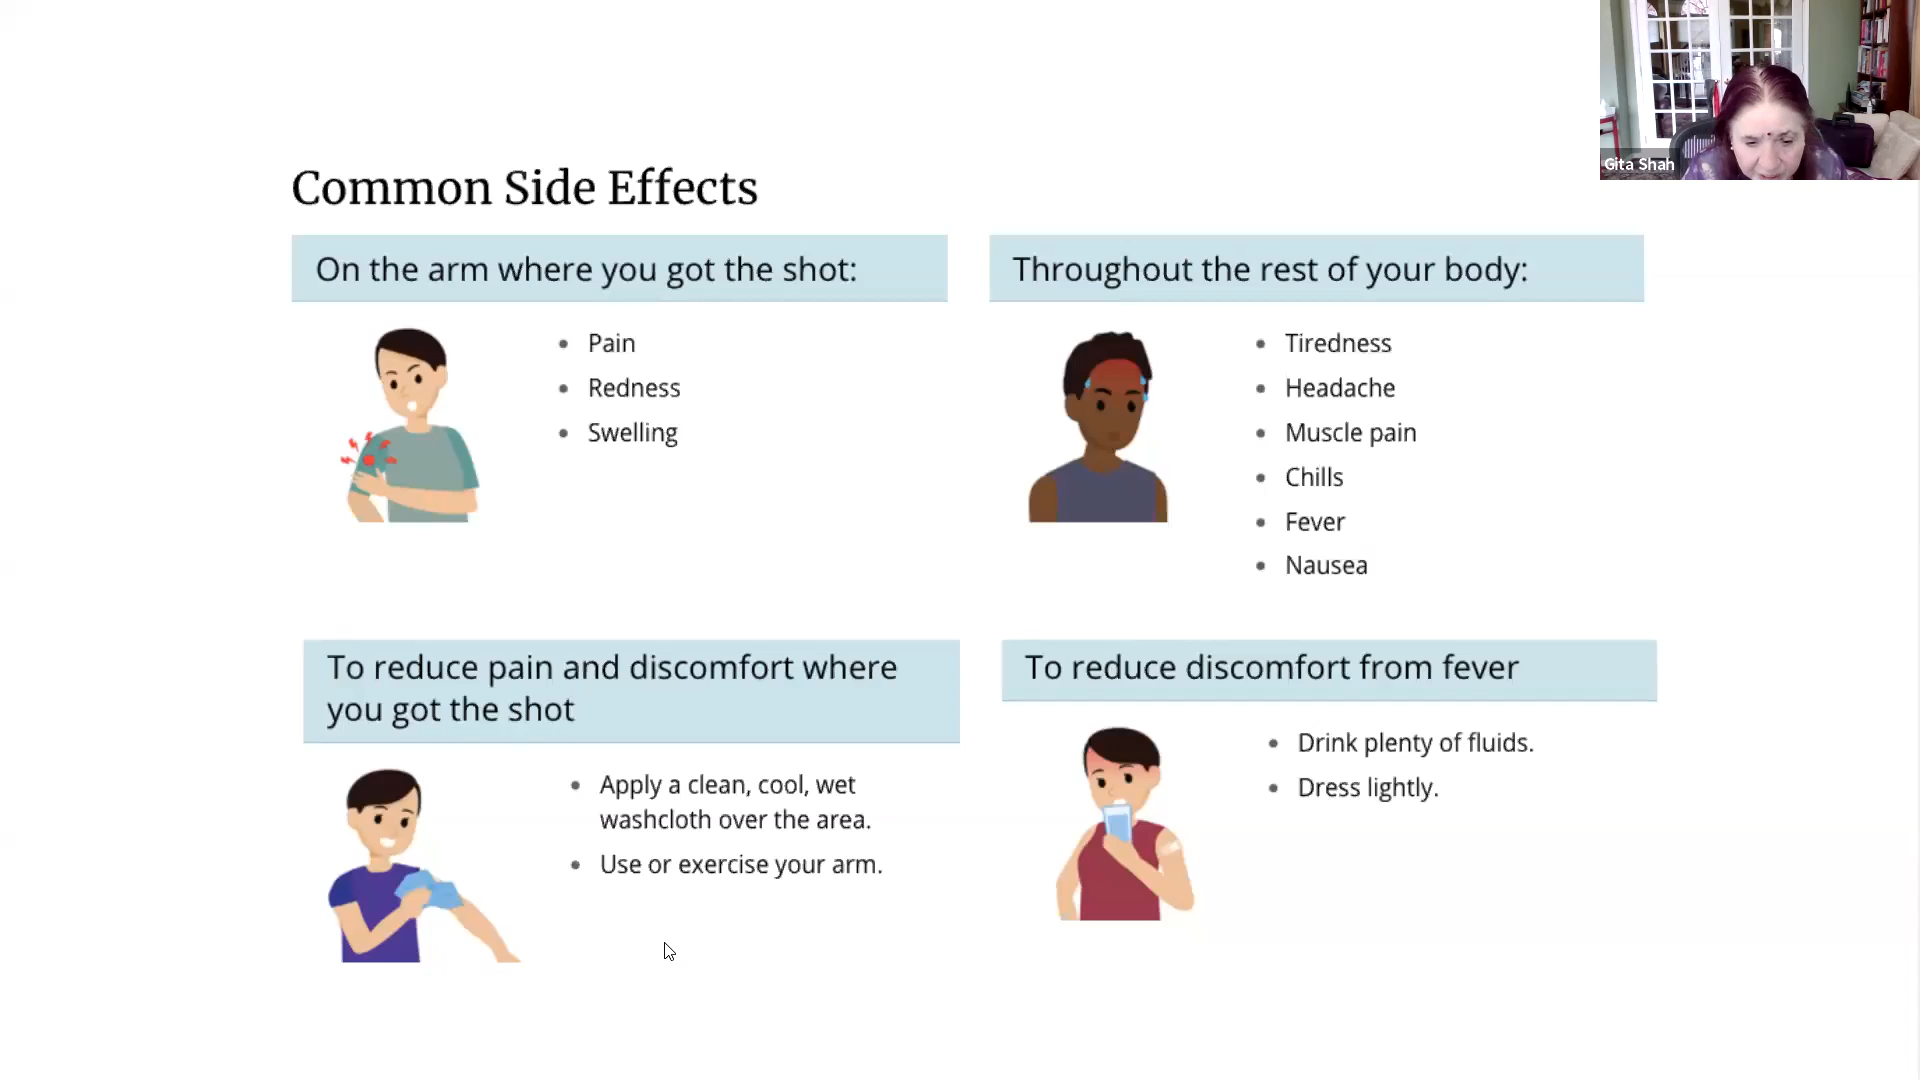 Gita Shah
Common Side Effects
On the arm where you got the shot:
Pain
Redness
Swelling
Throughout the rest of your body:
Tiredness
Headache
Muscle pain
Chills
Fever
Nausea
To reduce pain and discomfort where
you got the shot
Apply a clean, cool, wet
washcloth over the area.
Use or exercise your arm.
To reduce discomfort from fever
Drink plenty of fluids.
Dress lightly.